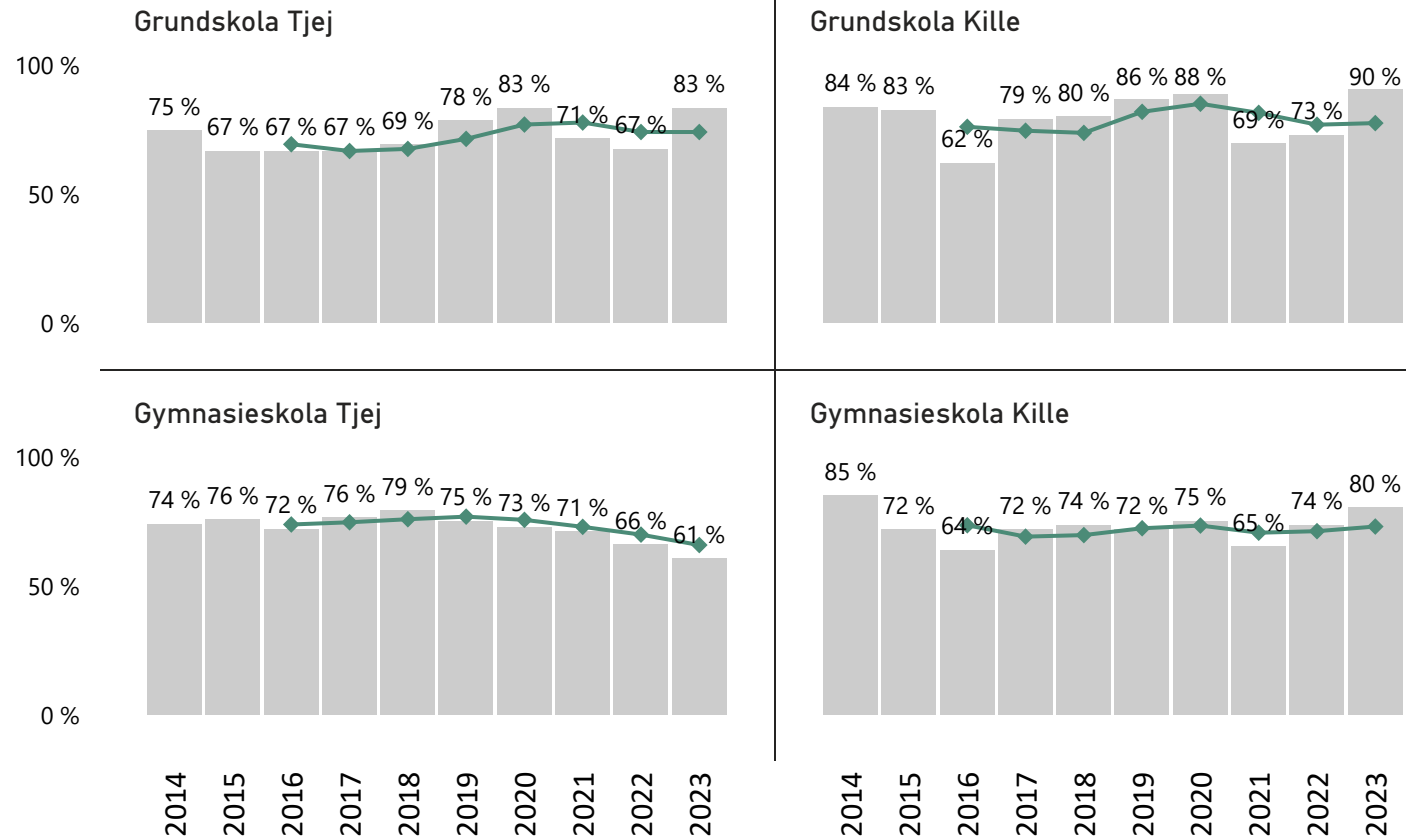 Grundskola Tjej
Grundskola Kille
100 %
50 %
0 %
75 % 67 % 67 % 67 % 69 % 78 % 83 % 71 % 67 % 83 %
84 % 83 % 62 % 79 % 80 % 86 % 88 % 69 % 73 % 90 %
Gymnasieskola Tjej
Gymnasieskola Kille
100 %
50 %
0 %
74 % 76 % 72 % 76 % 79 % 75 % 73 % 71 % 66 % 61 %
85 % 72 % 64 % 72 % 74 % 72 % 75 % 65 % 74 % 80 %
2014 2015 2016 2017 2018 2019 2020 2021 2022 2023
2014 2015 2016 2017 2018 2019 2020 2021 2022 2023